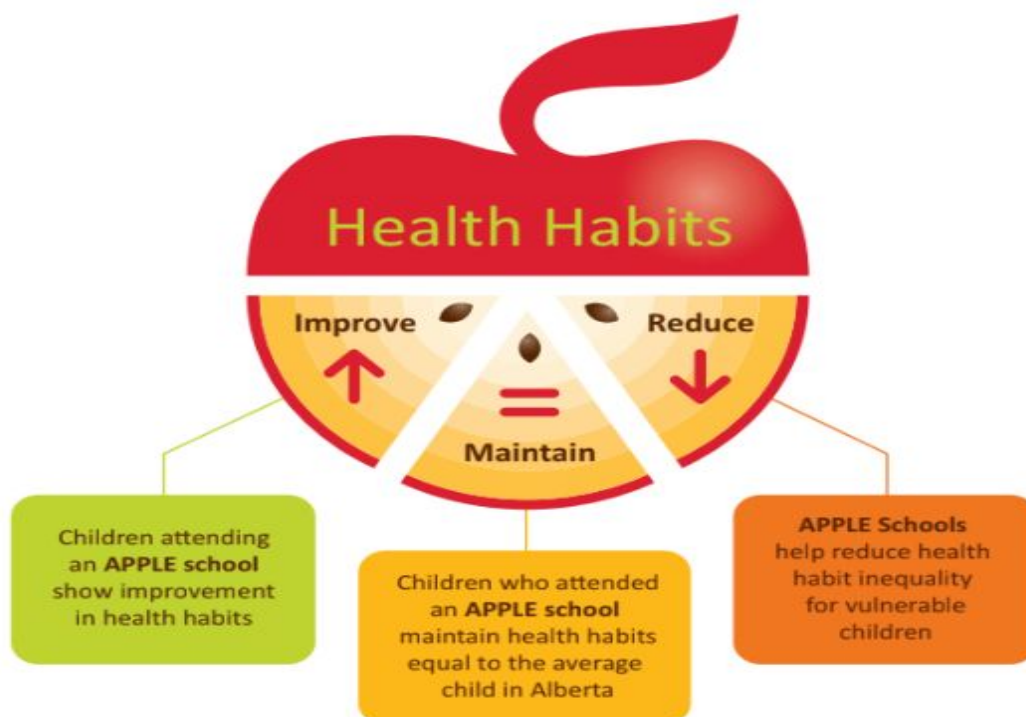 Health Habits
Improve
Reduce
=
Maintain
Children attending
an APPLE school
show improvement
in health habits
Children who attended
an APPLE school
maintain health habits
equal to the average
child in Alberta
APPLE Schools
help reduce health
habit inequality
for vulnerable
children